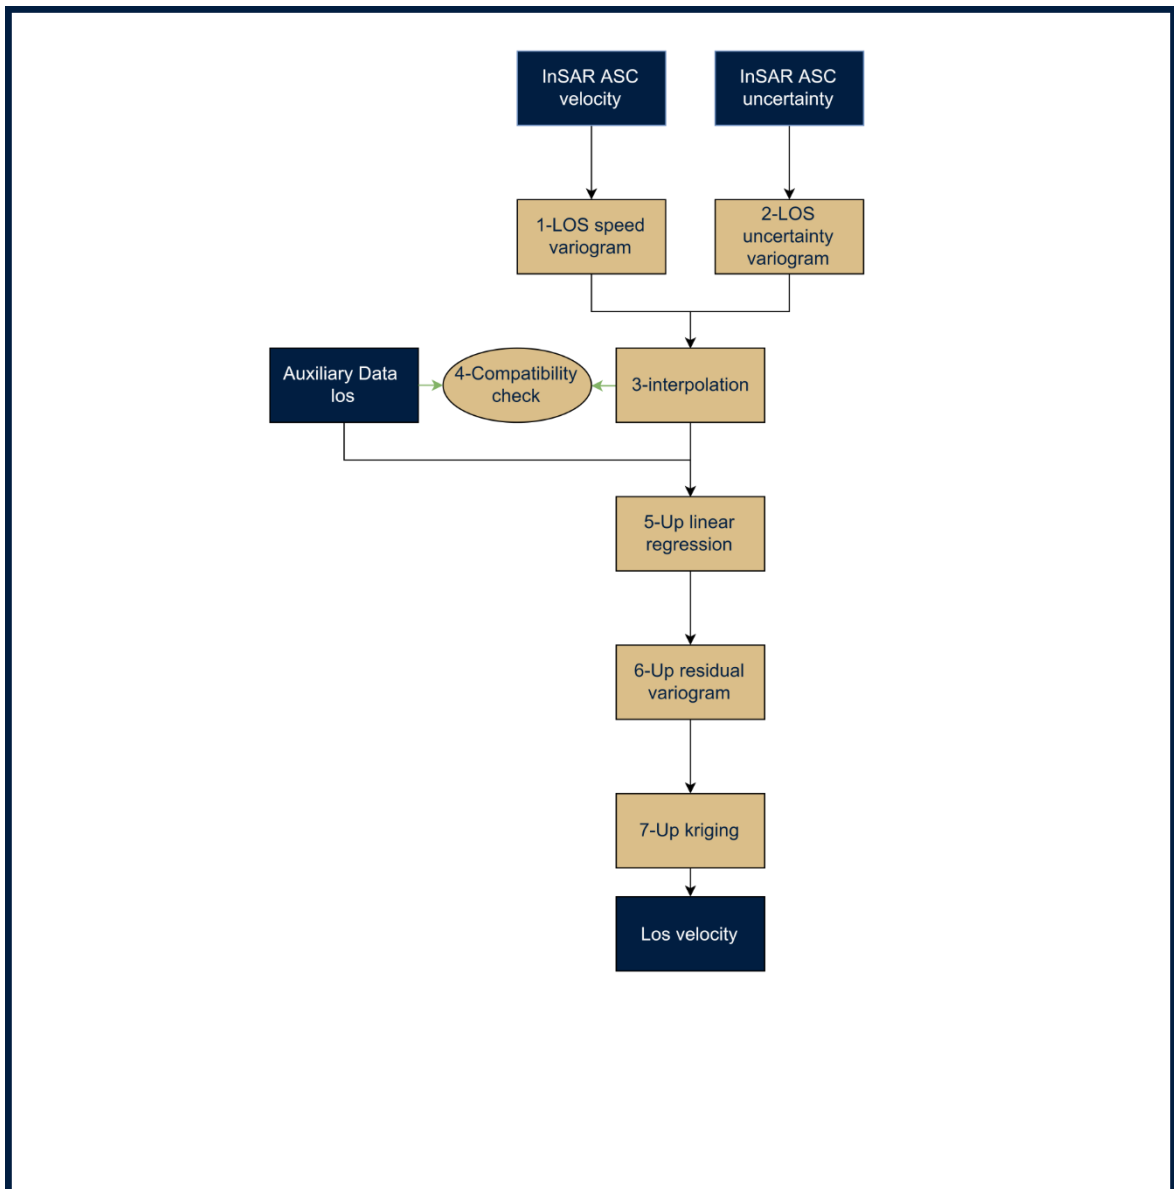 InSAR ASC
velocity
InSAR ASC
uncertainty
1-LOS speed
variogram
2-LOS
uncertainty
variogram
Auxiliary Data
los
4-Compatibility
check
3-interpolation
5-Up linear
regression
6-Up residual
variogram
7-Up kriging
Los velocity